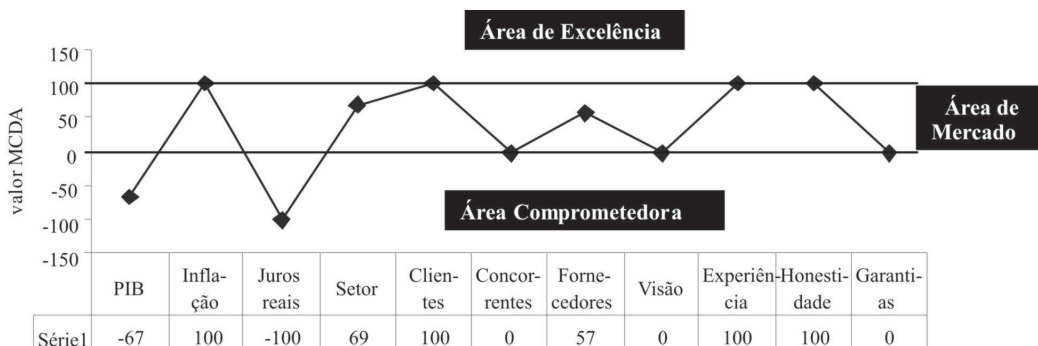 Área de Excelência
150
100
50
0
-50
-100
-150
valor MCDA
Área de
Mercado
Área Comprometedora
PIB
Infla-
ção
Juros
reais
Setor
Clien-
tes
Concor-
rentes
Forne-
cedores
Visão
Experiên-
cia
Honesti-
dade
Garanti-
as
Série1 -67 100 -100 69 100 0 57 0 100 100 0